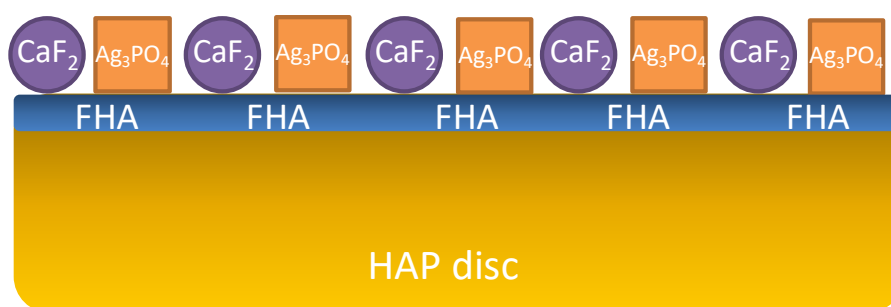 CaF₂ Ag₃PO₄ CaF₂ Ag₃PO₄ CaF₂ Ag₃PO₄ CaF₂ Ag₃PO₄ CaF₂ Ag₃PO₄
FHA FHA FHA FHA FHA
HAP disc